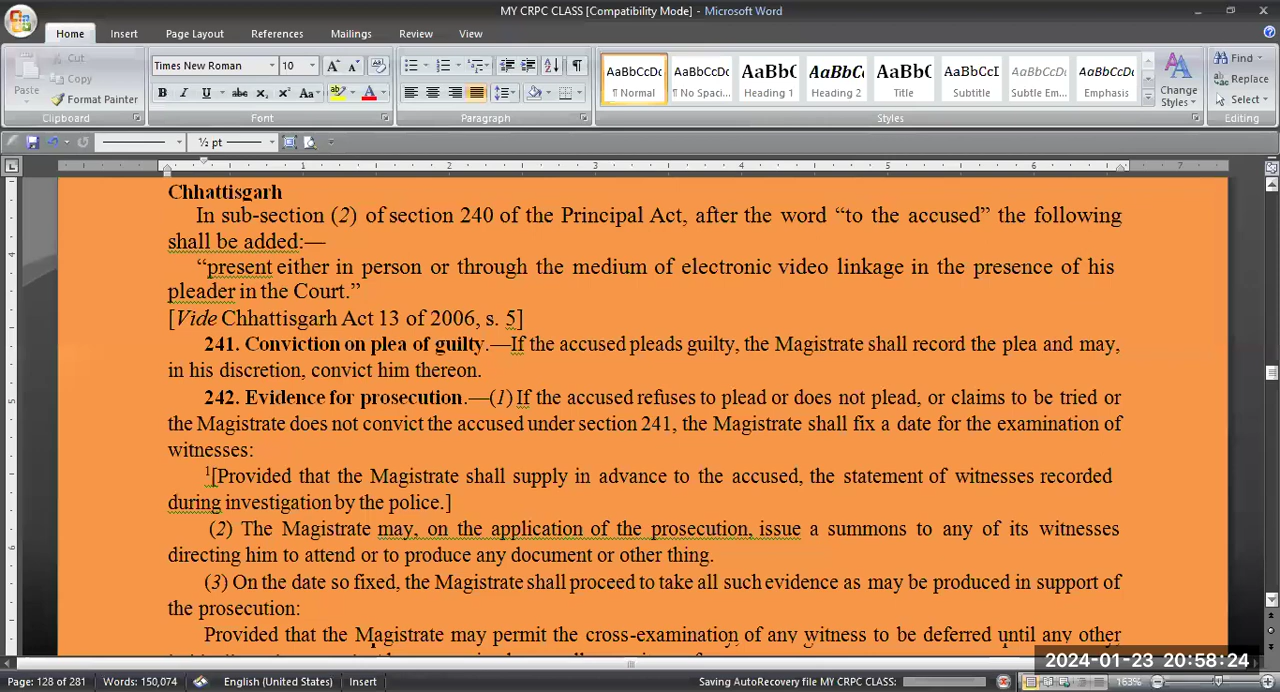 MY CRPC CLASS [Compatibility Mode] - Microsoft Word
Home Insert Page Layout References Mailings Review View
Cut
Copy
Paste
Format Painter
Clipboard
Times New Roman 10
Font
Paragraph
AaBbCcDc AaBbCcDc AaBbC AaBbCc AaBbC AaBbCcI AaBbCcDc AaBbCcDc
¶ Normal ¶ No Spaci... Heading 1 Heading 2 Title Subtitle Subtle Em... Emphasis
Styles
Change Styles
Find
Replace
Select
Editing
½ pt
1 2 3 4 5 6 7
Chhattisgarh
In sub-section (2) of section 240 of the Principal Act, after the word “to the accused” the following
shall be added:—
“present either in person or through the medium of electronic video linkage in the presence of his
pleader in the Court.”
[Vide Chhattisgarh Act 13 of 2006, s. 5]
241. Conviction on plea of guilty.—If the accused pleads guilty, the Magistrate shall record the plea and may,
in his discretion, convict him thereon.
242. Evidence for prosecution.—(1) If the accused refuses to plead or does not plead, or claims to be tried or
the Magistrate does not convict the accused under section 241, the Magistrate shall fix a date for the examination of
witnesses:
1[Provided that the Magistrate shall supply in advance to the accused, the statement of witnesses recorded
during investigation by the police.]
(2) The Magistrate may, on the application of the prosecution, issue a summons to any of its witnesses
directing him to attend or to produce any document or other thing.
(3) On the date so fixed, the Magistrate shall proceed to take all such evidence as may be produced in support of
the prosecution:
Provided that the Magistrate may permit the cross-examination of any witness to be deferred until any other
2024-01-23 20:58:24
Page: 128 of 281 Words: 150,074 English (United States) Insert Saving AutoRecovery file MY CRPC CLASS: 163%